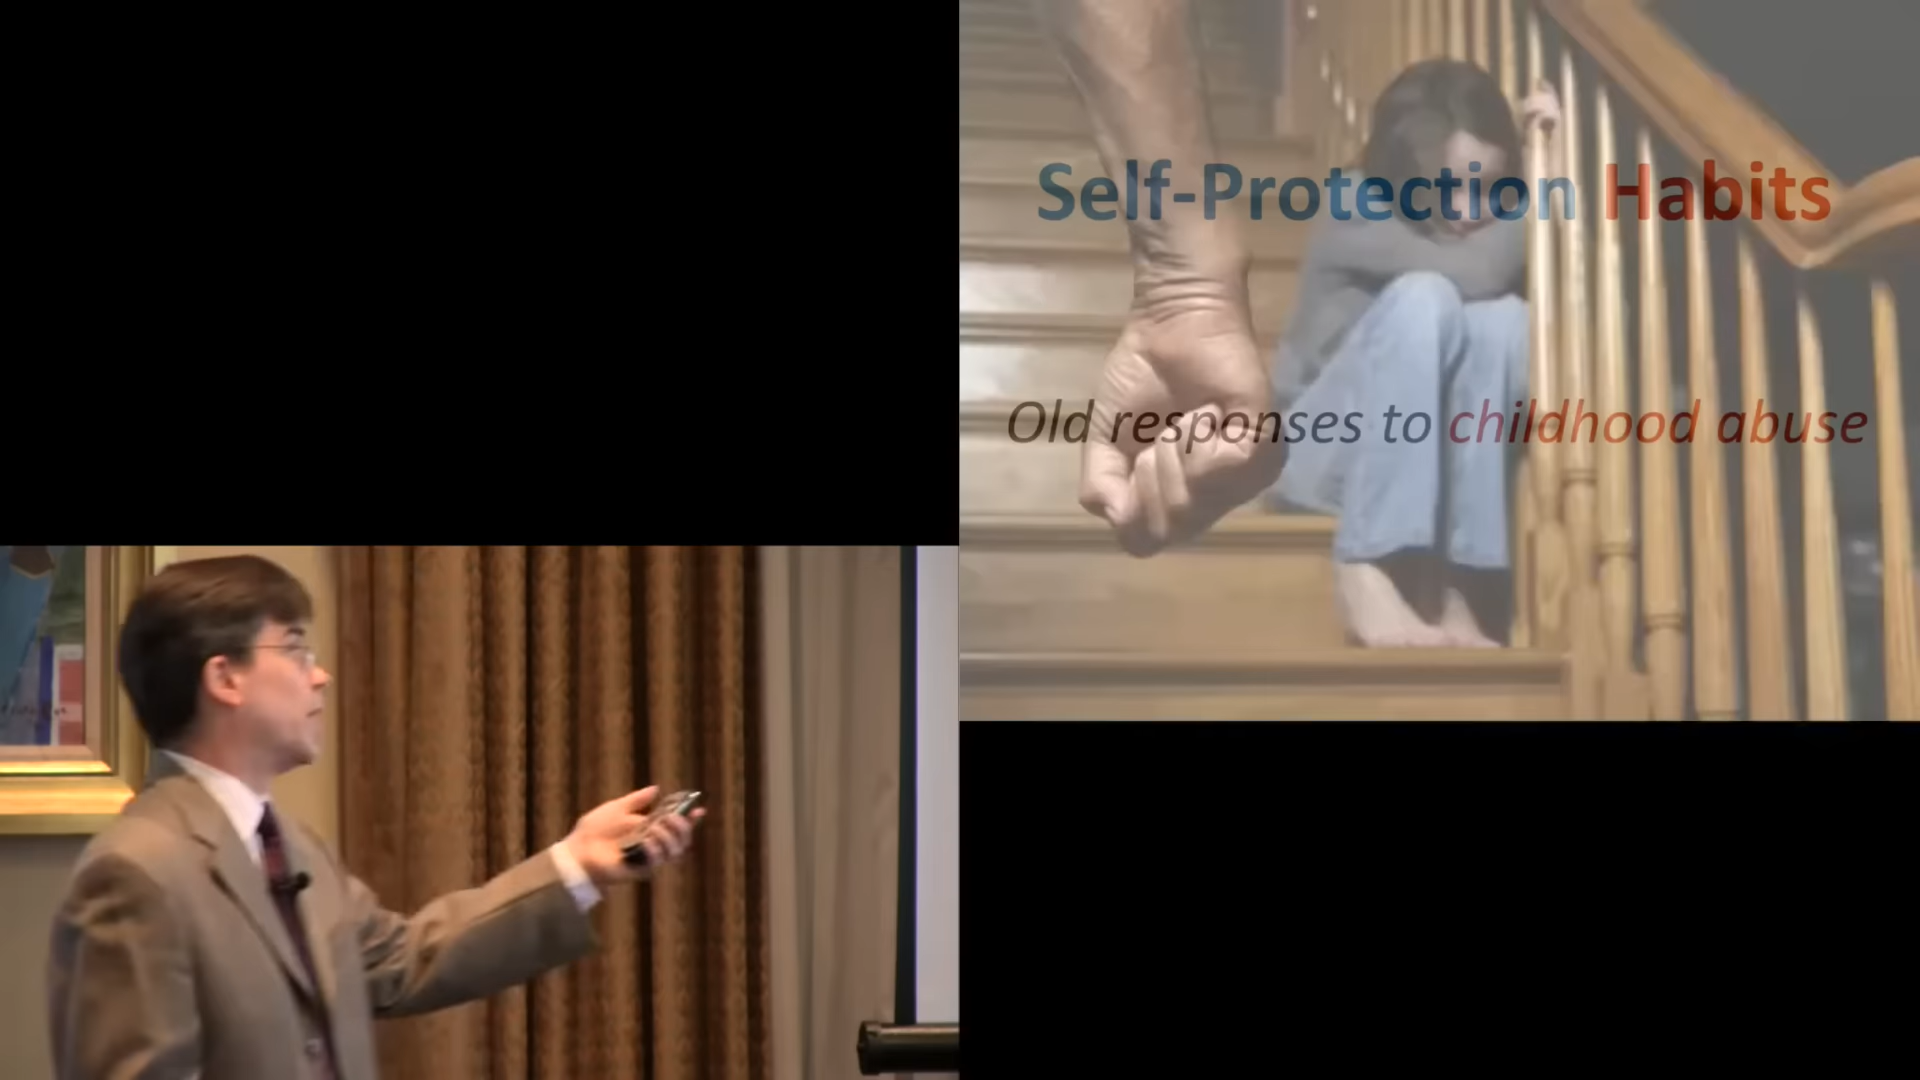 Self-Protection Habits
Old responses to childhood abuse